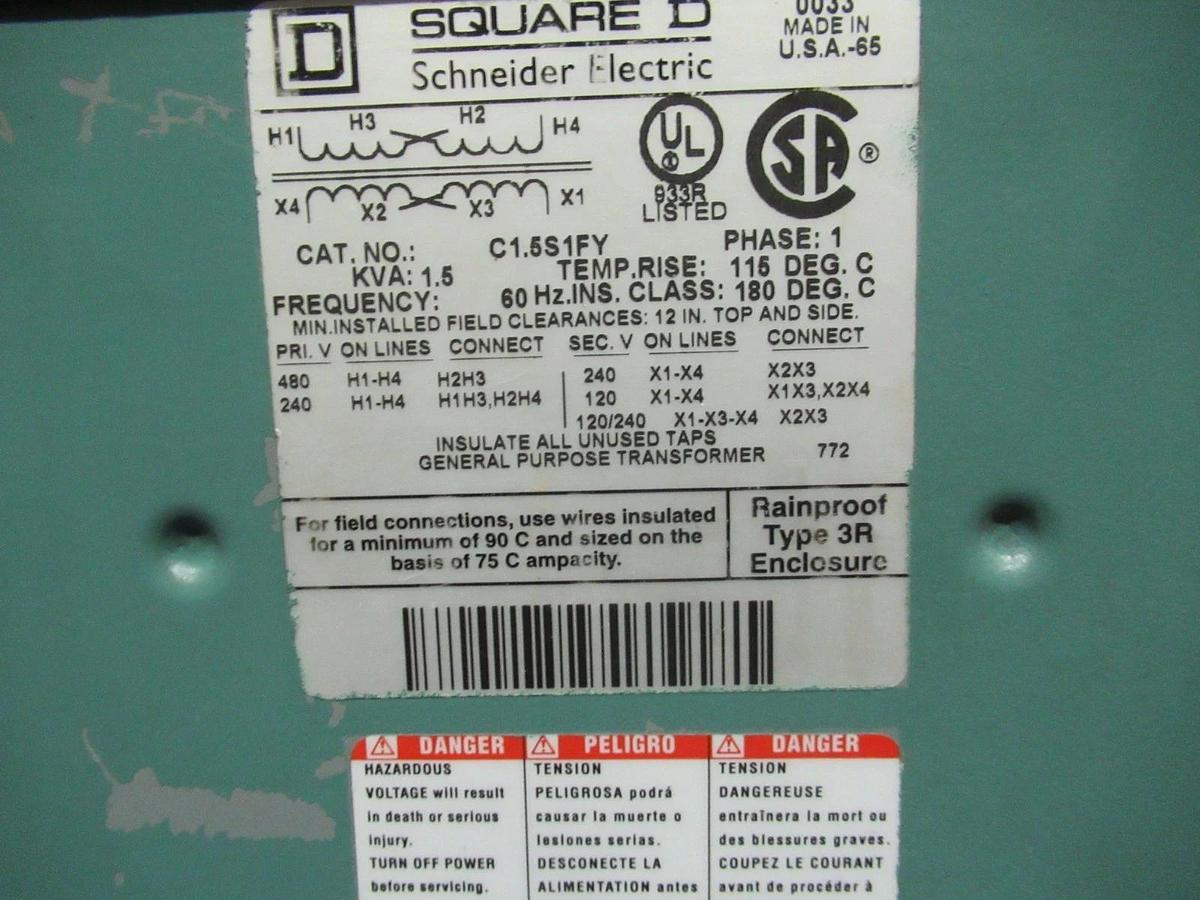 D SQUARE D 0033
MADE IN
U.S.A.-65
Schneider Electric
H1 H3 H2 H4
X4 X2 X3 X1
UL
933R
LISTED
SA ®
CAT. NO.: C1.5S1FY PHASE: 1
KVA: 1.5 TEMP.RISE: 115 DEG. C
FREQUENCY: 60 Hz.INS. CLASS: 180 DEG. C
MIN.INSTALLED FIELD CLEARANCES: 12 IN. TOP AND SIDE.
PRI. V ON LINES CONNECT SEC. V ON LINES CONNECT
480 H1-H4 H2H3 240 X1-X4 X2X3
240 H1-H4 H1H3,H2H4 120 X1-X4 X1X3,X2X4
120/240 X1-X3-X4 X2X3
INSULATE ALL UNUSED TAPS
GENERAL PURPOSE TRANSFORMER 772
For field connections, use wires insulated
for a minimum of 90 C and sized on the
basis of 75 C ampacity.
Rainproof
Type 3R
Enclosure
DANGER
HAZARDOUS
VOLTAGE will result
in death or serious
injury.
TURN OFF POWER
before servicing.
PELIGRO
TENSION
PELIGROSA podrá
causar la muerte o
lesiones serias.
DESCONECTE LA
ALIMENTATION antes
DANGER
TENSION
DANGEREUSE
entraînera la mort ou
des blessures graves.
COUPEZ LE COURANT
avant de procéder à